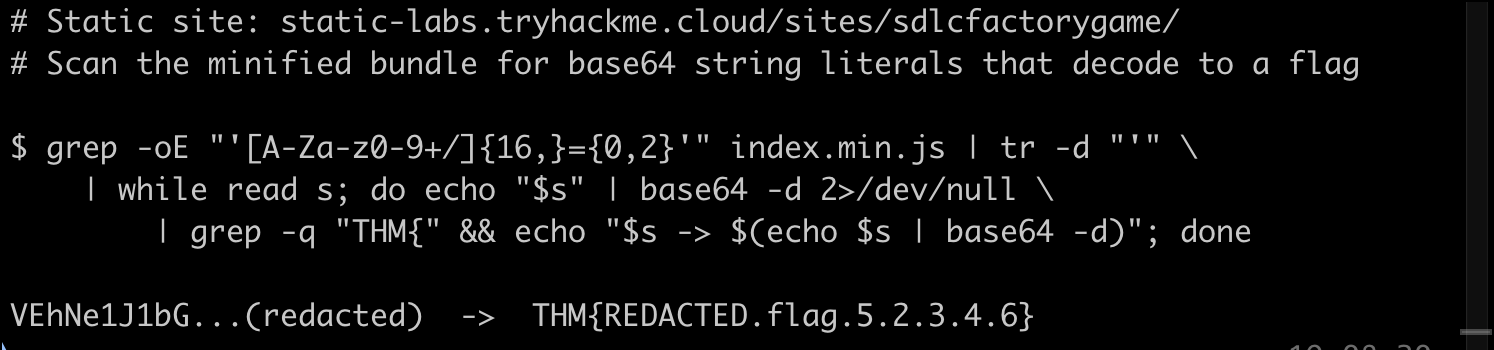 # Static site: static-labs.tryhackme.cloud/sites/sdlcfactorygame/
# Scan the minified bundle for base64 string literals that decode to a flag
$ grep -oE "'[A-Za-z0-9+/]{16,}={0,2}'" index.min.js | tr -d "'" \
| while read s; do echo "$s" | base64 -d 2>/dev/null \
| grep -q "THM{" && echo "$s -> $(echo $s | base64 -d)"; done
VEhNe1J1bG...(redacted)  ->  THM{REDACTED.flag.5.2.3.4.6}